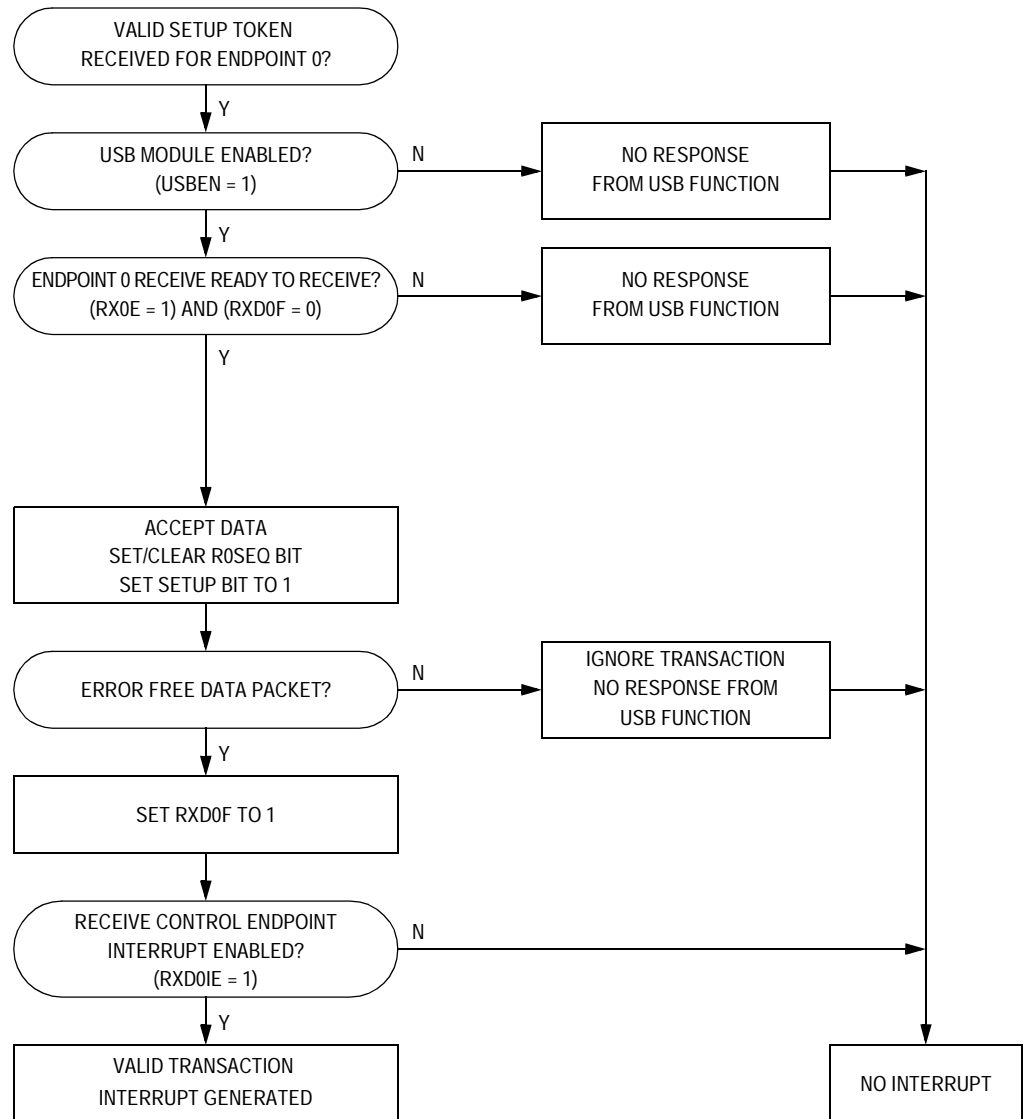 VALID SETUP TOKEN
RECEIVED FOR ENDPOINT 0?
Y
USB MODULE ENABLED?
(USBEN = 1)
N
NO RESPONSE
FROM USB FUNCTION
Y
ENDPOINT 0 RECEIVE READY TO RECEIVE?
(RX0E = 1) AND (RXD0F = 0)
N
NO RESPONSE
FROM USB FUNCTION
Y
ACCEPT DATA
SET/CLEAR R0SEQ BIT
SET SETUP BIT TO 1
ERROR FREE DATA PACKET?
N
IGNORE TRANSACTION
NO RESPONSE FROM
USB FUNCTION
Y
SET RXD0F TO 1
RECEIVE CONTROL ENDPOINT
INTERRUPT ENABLED?
(RXD0IE = 1)
N
Y
VALID TRANSACTION
INTERRUPT GENERATED
NO INTERRUPT